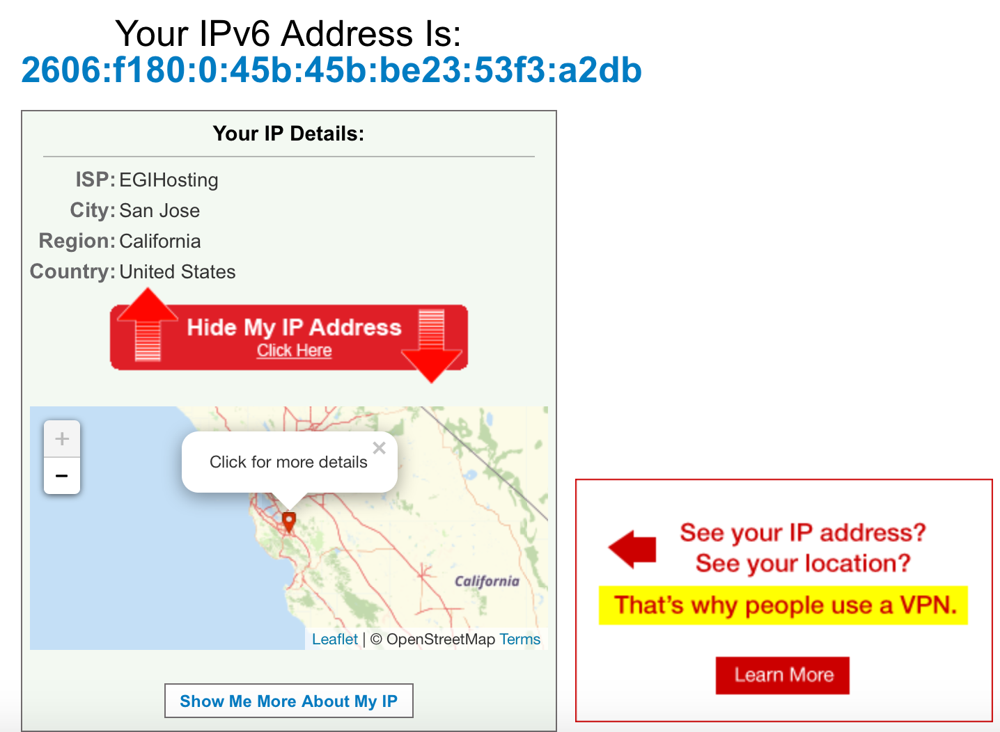 Your IPv6 Address Is:
2606:f180:0:45b:45b:be23:53f3:a2db
Your IP Details:
ISP: EGIHosting
City: San Jose
Region: California
Country: United States
Hide My IP Address
Click Here
+
−
Click for more details ×
California
Leaflet | © OpenStreetMap Terms
Show Me More About My IP
See your IP address?
See your location?
That's why people use a VPN.
Learn More